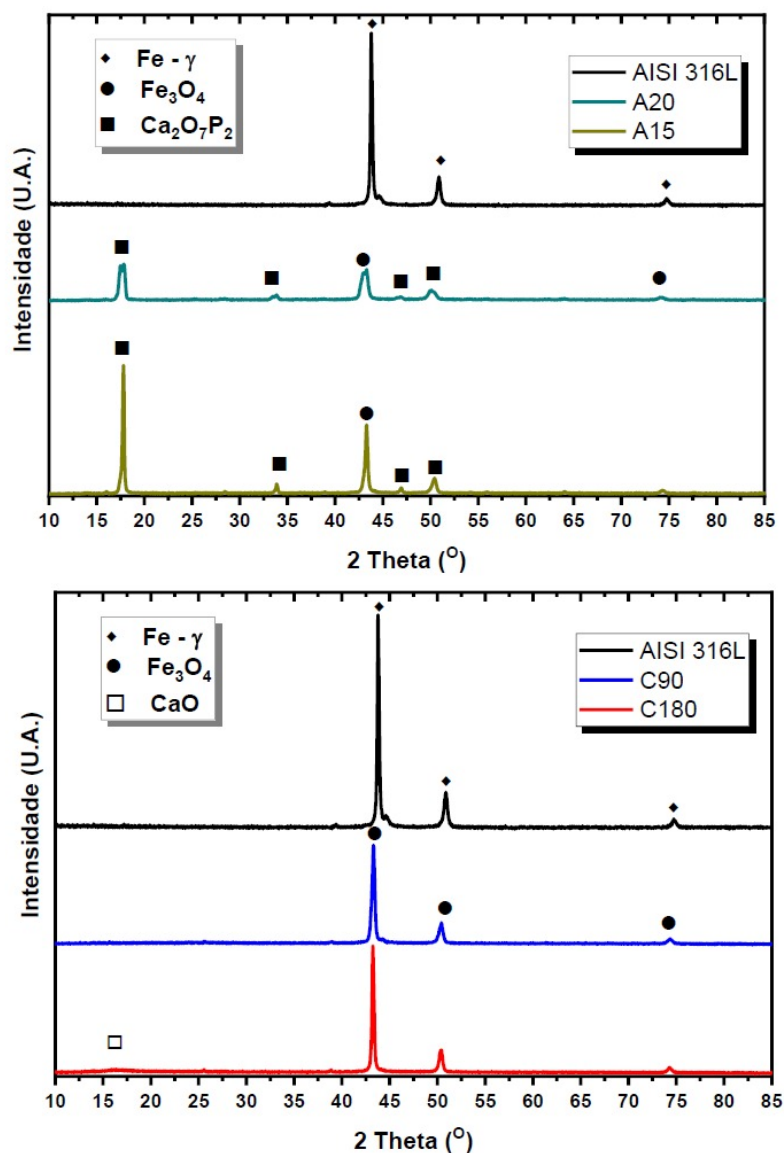 Fe - γ
Fe₃O₄
Ca₂O₇P₂
AISI 316L
A20
A15
Intensidade (U.A.)
10 15 20 25 30 35 40 45 50 55 60 65 70 75 80 85
2 Theta (ᴼ)
Fe - γ
Fe₃O₄
CaO
AISI 316L
C90
C180
Intensidade (U.A.)
10 15 20 25 30 35 40 45 50 55 60 65 70 75 80 85
2 Theta (ᴼ)